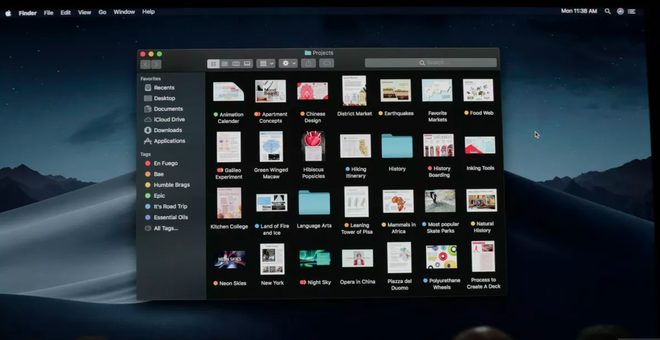 Finder File Edit View Go Window Help
Mon 11:38 AM
Projects
Search
Favorites
Recents
Desktop
Documents
iCloud Drive
Downloads
Applications
Tags
En Fuego
Bae
Humble Brags
Epic
It's Road Trip
Essential Oils
All Tags...
Animation
Calendar
Apartment
Concepts
Chinese
Design
District Market
Earthquakes
Favorite
Markets
Food Web
Galileo
Experiment
Green Winged
Macaw
Hibiscus
Popsicles
Hiking
Itinerary
History
History
Boarding
Inking Tools
Kitchen College
Land of Fire
and Ice
Language Arts
Leaning
Tower of Pisa
Mammals in
Africa
Most popular
Skate Parks
Natural
History
NEON SKIES
Neon Skies
New York
Night Sky
Opera in China
Piazza del
Duomo
Polyurethane
Wheels
Process to
Create A Deck